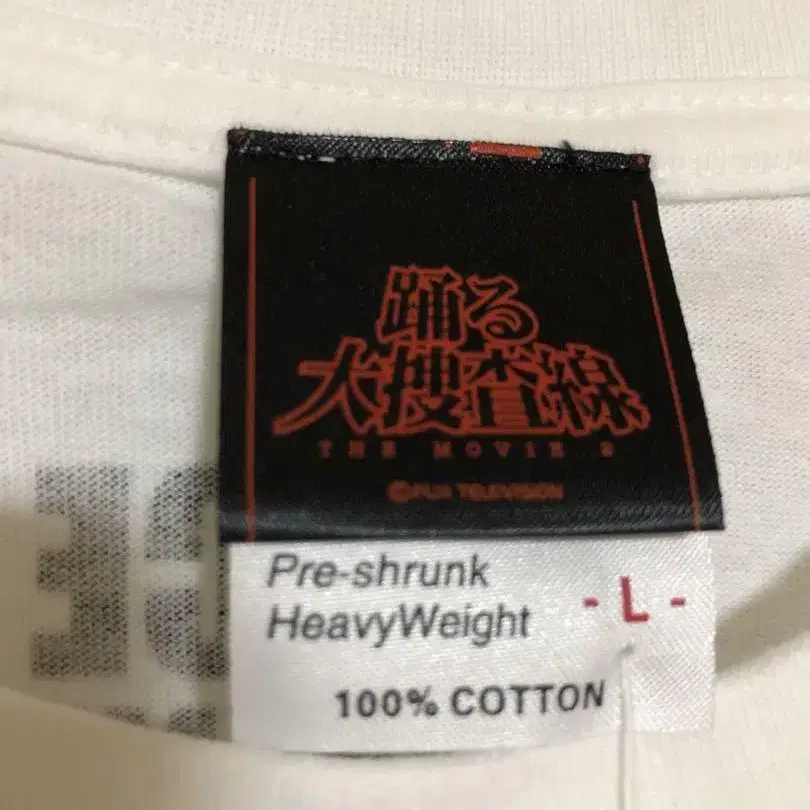 踊る
大捜査線
THE MOVIE 2
©FUJI TELEVISION
Pre-shrunk
HeavyWeight
- L -
100% COTTON